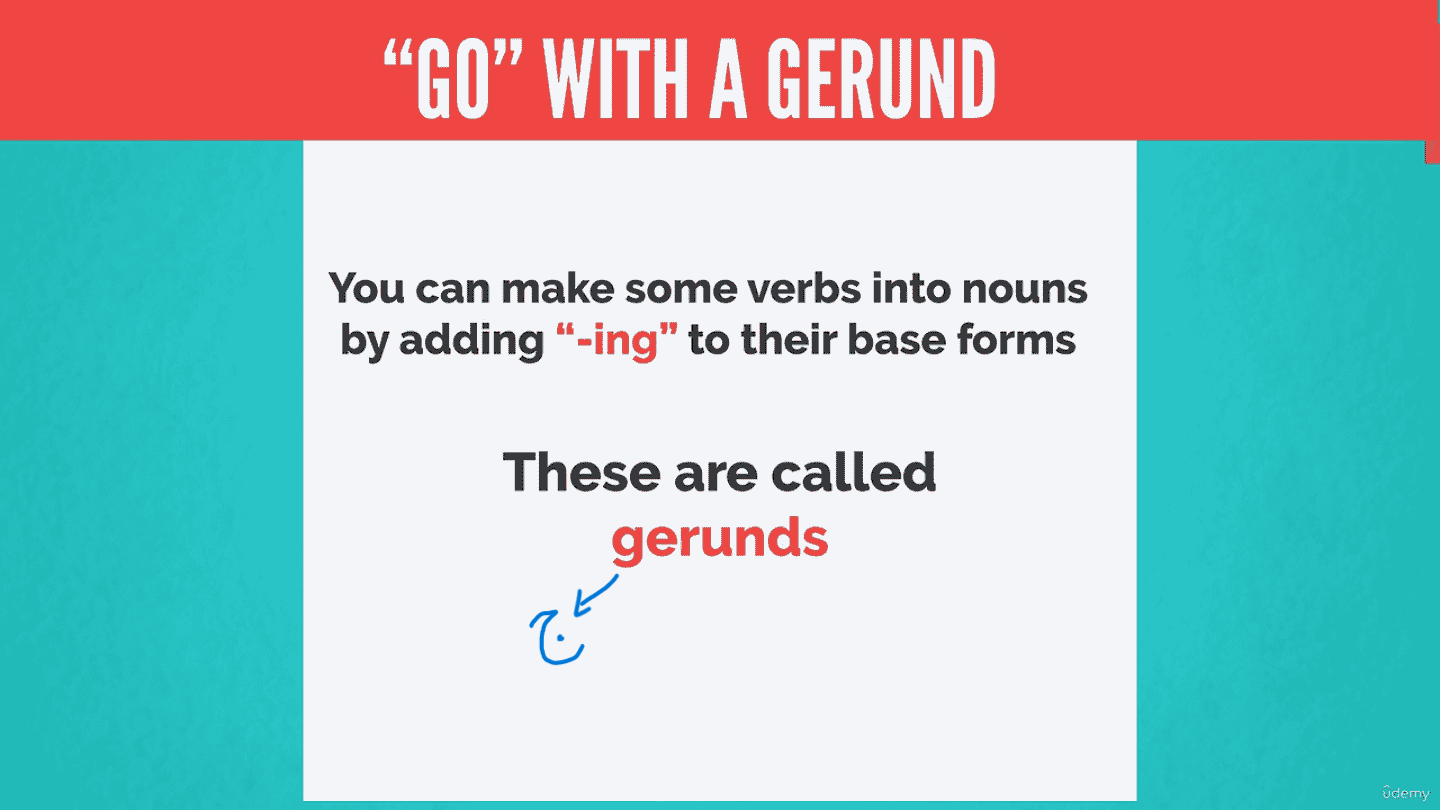 “GO” WITH A GERUND
You can make some verbs into nouns
by adding “-ing” to their base forms
These are called
gerunds
ج
ûdemy